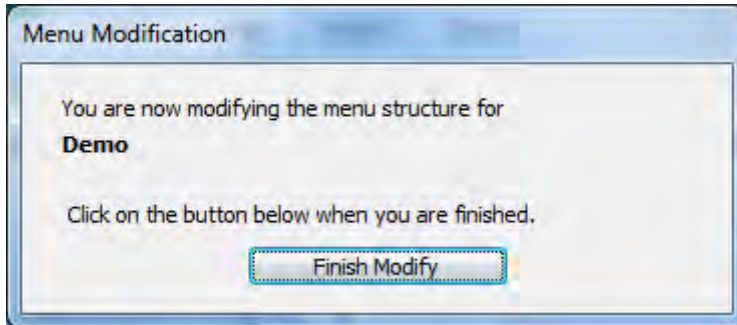 Menu Modification
You are now modifying the menu structure for
Demo
Click on the button below when you are finished.
Finish Modify